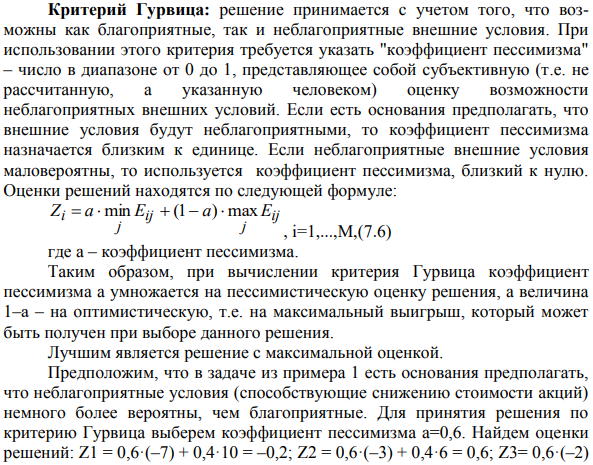 Критерий Гурвица: решение принимается с учетом того, что воз-
можны как благоприятные, так и неблагоприятные внешние условия. При
использовании этого критерия требуется указать "коэффициент пессимизма"
– число в диапазоне от 0 до 1, представляющее собой субъективную (т.е. не
рассчитанную, а указанную человеком) оценку возможности
неблагоприятных внешних условий. Если есть основания предполагать, что
внешние условия будут неблагоприятными, то коэффициент пессимизма
назначается близким к единице. Если неблагоприятные внешние условия
маловероятны, то используется коэффициент пессимизма, близкий к нулю.
Оценки решений находятся по следующей формуле:
Z_i = a · min_j E_ij + (1 − a) · max_j E_ij , i=1,...,M,(7.6)
где a – коэффициент пессимизма.
Таким образом, при вычислении критерия Гурвица коэффициент
пессимизма a умножается на пессимистическую оценку решения, а величина
1–a – на оптимистическую, т.е. на максимальный выигрыш, который может
быть получен при выборе данного решения.
Лучшим является решение с максимальной оценкой.
Предположим, что в задаче из примера 1 есть основания предполагать,
что неблагоприятные условия (способствующие снижению стоимости акций)
немного более вероятны, чем благоприятные. Для принятия решения по
критерию Гурвица выберем коэффициент пессимизма a=0,6. Найдем оценки
решений: Z1 = 0,6·(–7) + 0,4·10 = –0,2; Z2 = 0,6·(–3) + 0,4·6 = 0,6; Z3= 0,6·(–2)